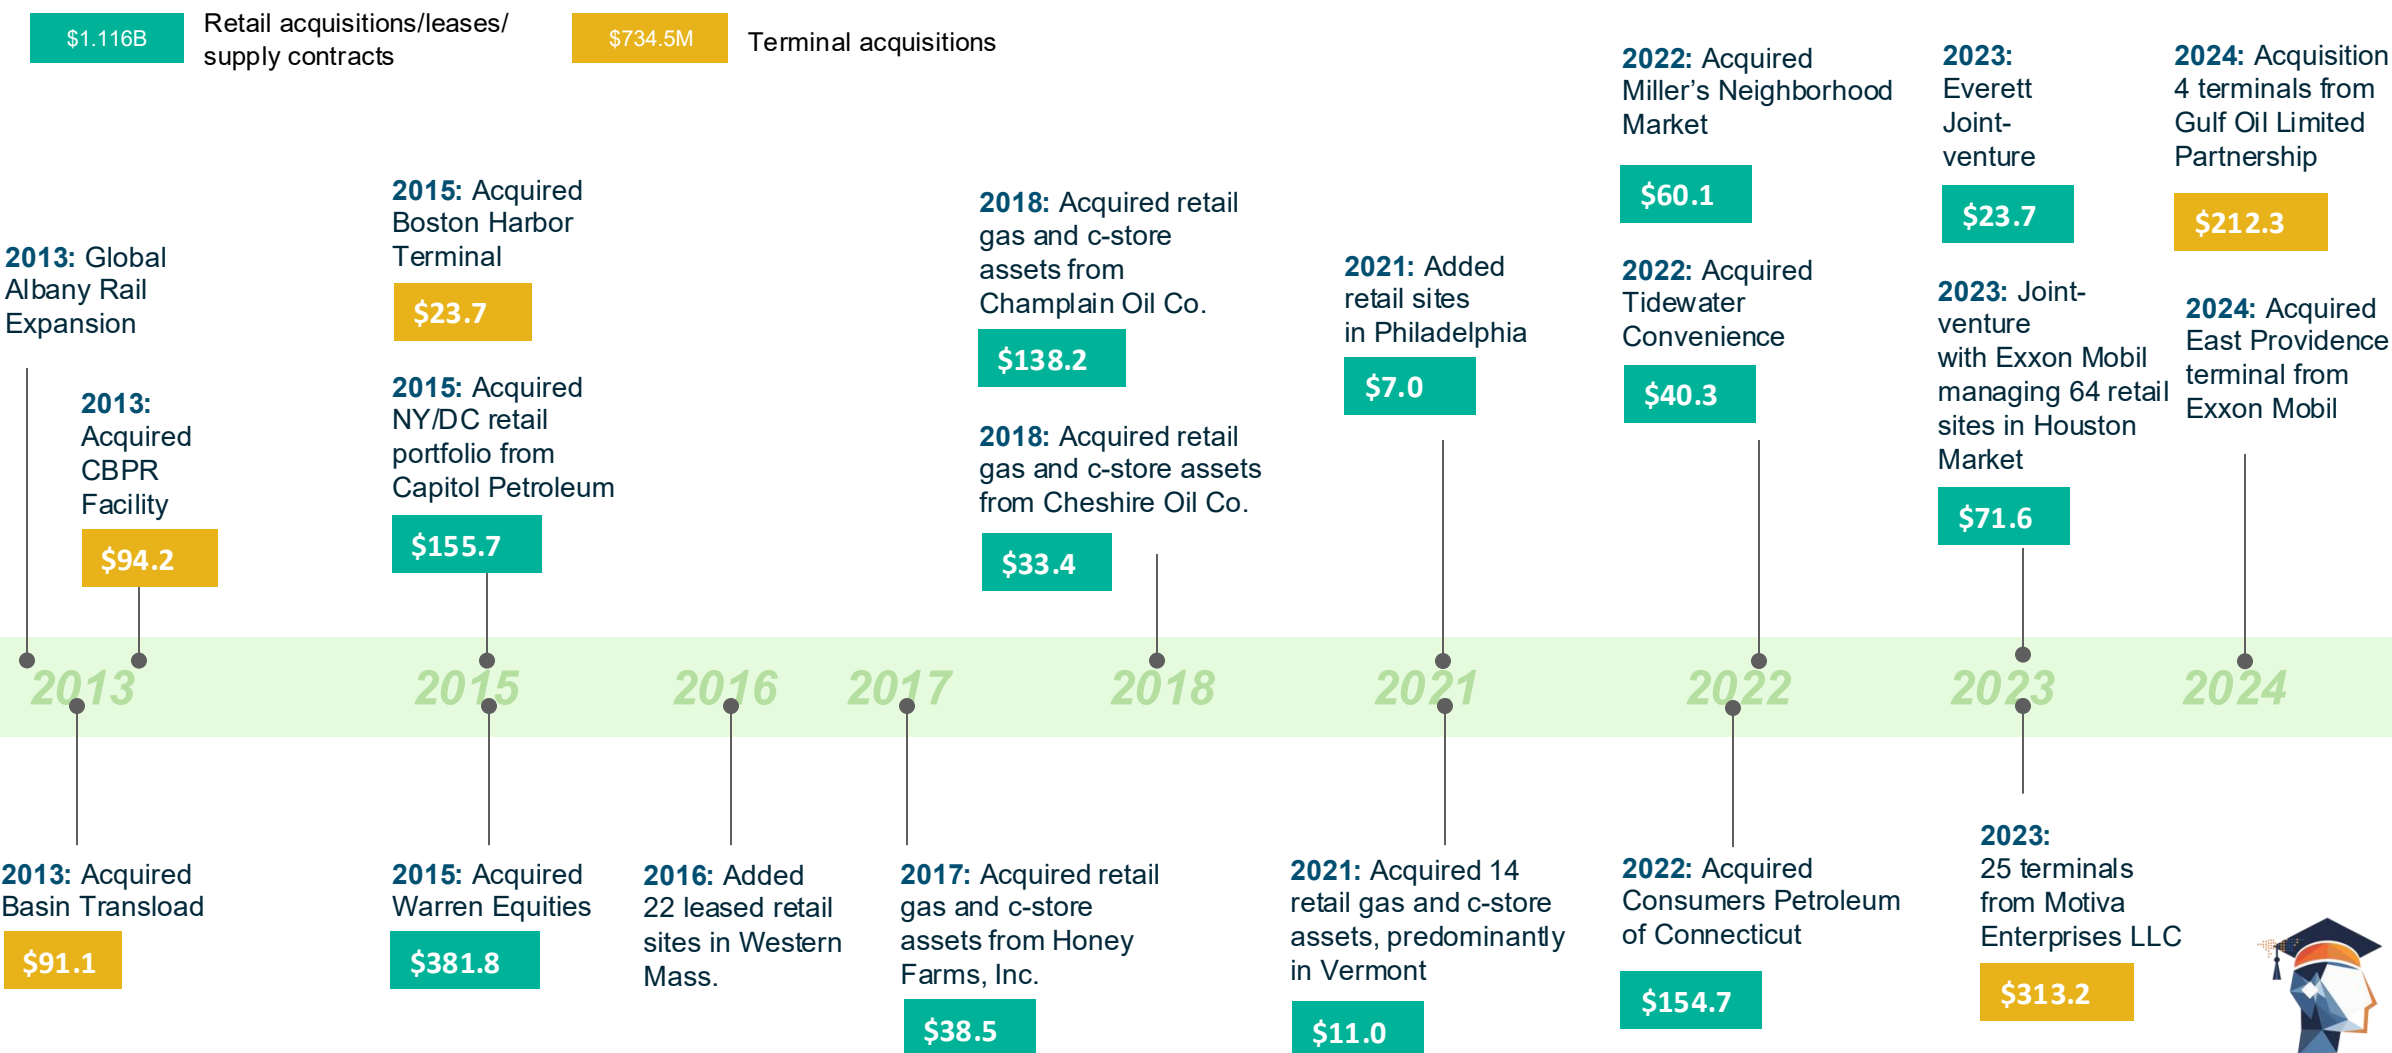 $1.116B
Retail acquisitions/leases/
supply contracts
$734.5M
Terminal acquisitions
2013: Global
Albany Rail
Expansion
2013:
Acquired
CBPR
Facility
$94.2
2015: Acquired
Boston Harbor
Terminal
$23.7
2015: Acquired
NY/DC retail
portfolio from
Capitol Petroleum
$155.7
2018: Acquired retail
gas and c-store
assets from
Champlain Oil Co.
$138.2
2018: Acquired retail
gas and c-store assets
from Cheshire Oil Co.
$33.4
2021: Added
retail sites
in Philadelphia
$7.0
2022: Acquired
Miller’s Neighborhood
Market
$60.1
2022: Acquired
Tidewater
Convenience
$40.3
2023:
Everett
Joint-
venture
$23.7
2023: Joint-
venture
with Exxon Mobil
managing 64 retail
sites in Houston
Market
$71.6
2024: Acquisition
4 terminals from
Gulf Oil Limited
Partnership
$212.3
2024: Acquired
East Providence
terminal from
Exxon Mobil
2013
2015
2016
2017
2018
2021
2022
2023
2024
2013: Acquired
Basin Transload
$91.1
2015: Acquired
Warren Equities
$381.8
2016: Added
22 leased retail
sites in Western
Mass.
2017: Acquired retail
gas and c-store
assets from Honey
Farms, Inc.
$38.5
2021: Acquired 14
retail gas and c-store
assets, predominantly
in Vermont
$11.0
2022: Acquired
Consumers Petroleum
of Connecticut
$154.7
2023:
25 terminals
from Motiva
Enterprises LLC
$313.2